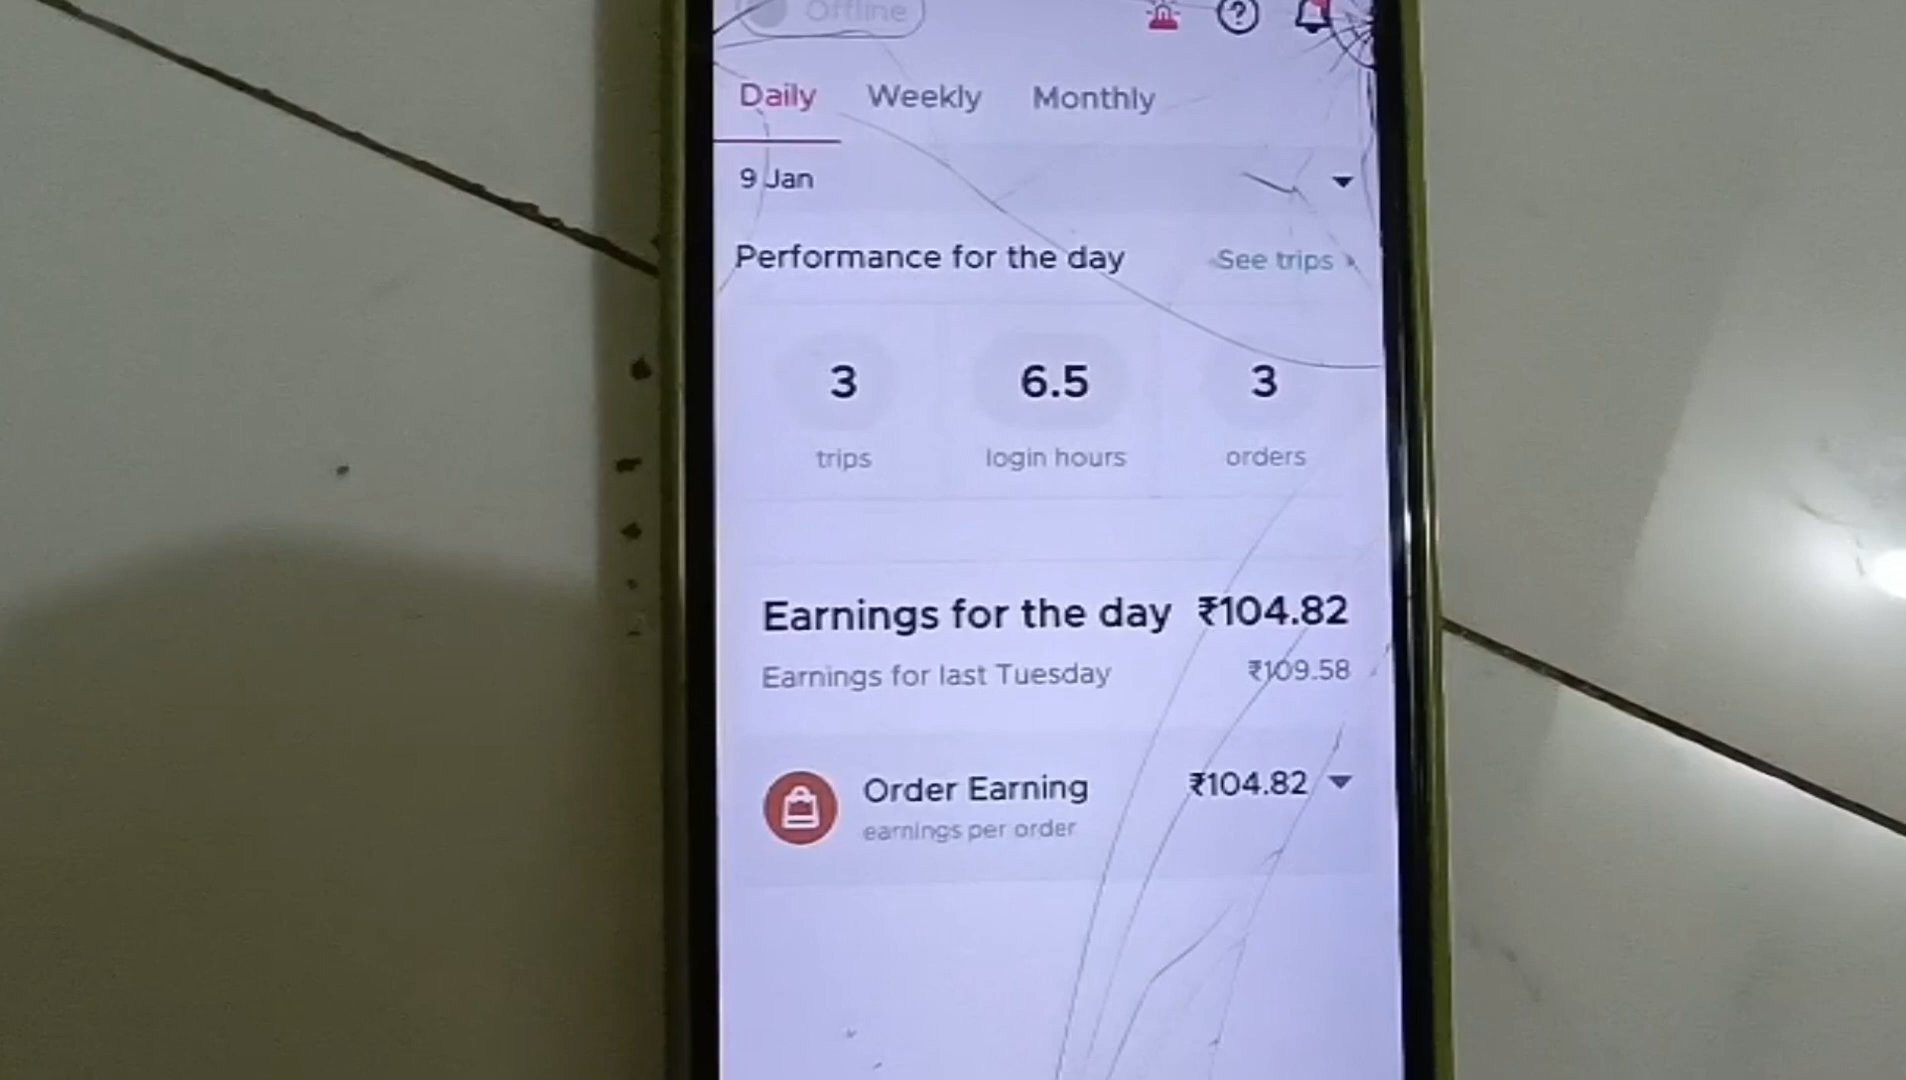 Offline
Daily Weekly Monthly
9 Jan
Performance for the day See trips
3 6.5 3
trips login hours orders
Earnings for the day ₹104.82
Earnings for last Tuesday ₹109.58
Order Earning ₹104.82
earnings per order